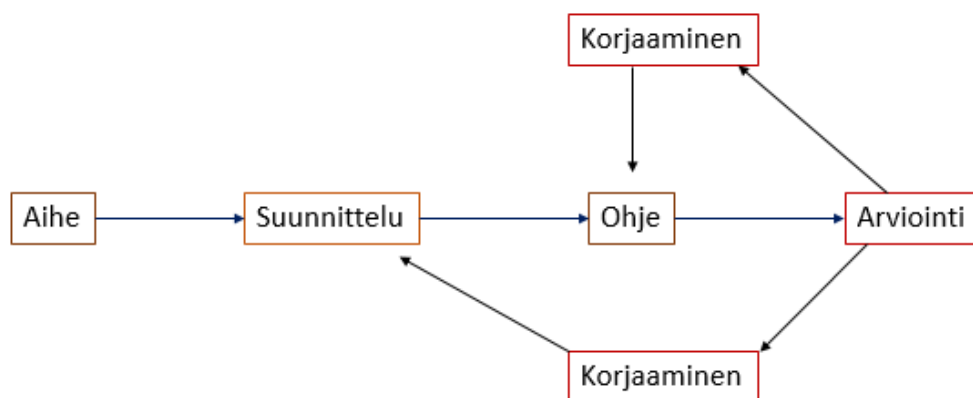 Korjaaminen
Aihe
Suunnittelu
Ohje
Arviointi
Korjaaminen